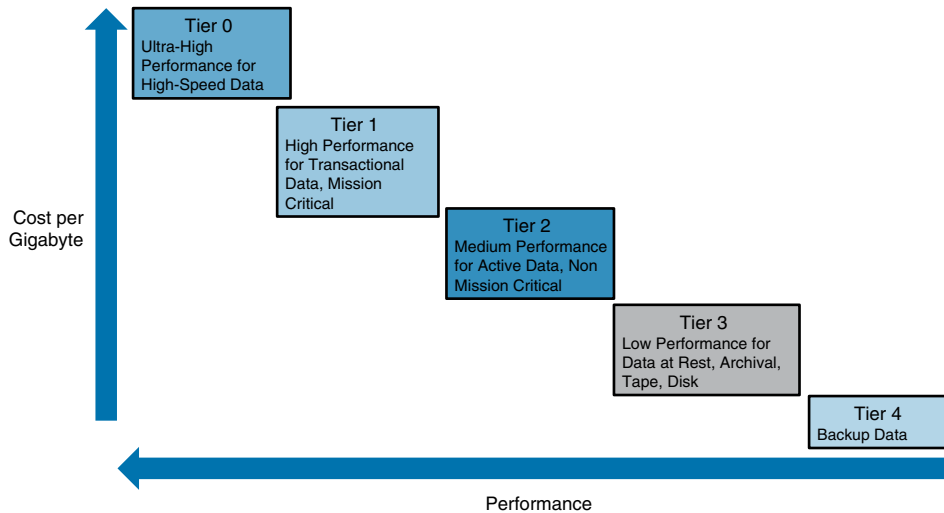 Tier 0
Ultra-High
Performance for
High-Speed Data
Tier 1
High Performance
for Transactional
Data, Mission
Critical
Cost per
Gigabyte
Tier 2
Medium Performance
for Active Data, Non
Mission Critical
Tier 3
Low Performance for
Data at Rest, Archival,
Tape, Disk
Tier 4
Backup Data
Performance